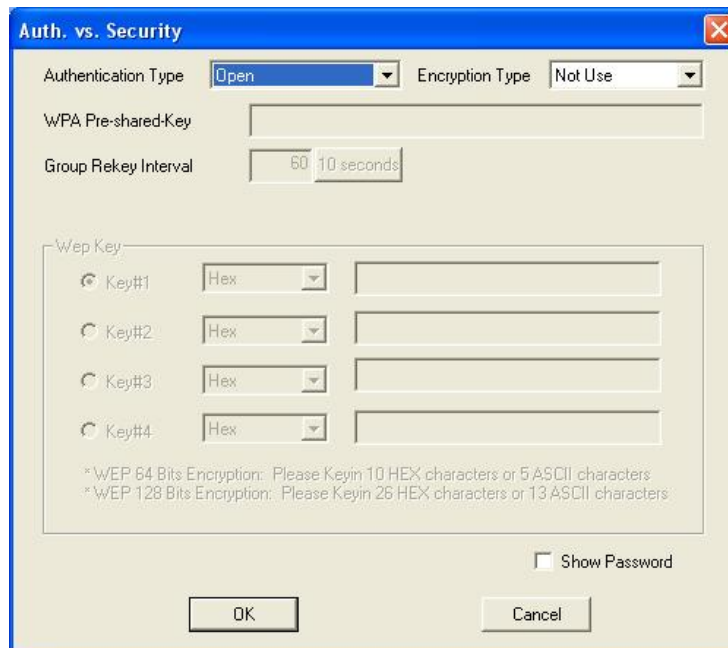 Auth. vs. Security
Authentication Type Open Encryption Type Not Use
WPA Pre-shared-Key
Group Rekey Interval 60 10 seconds
Wep Key
Key#1 Hex
Key#2 Hex
Key#3 Hex
Key#4 Hex
* WEP 64 Bits Encryption: Please Keyin 10 HEX characters or 5 ASCII characters
* WEP 128 Bits Encryption: Please Keyin 26 HEX characters or 13 ASCII characters
Show Password
OK Cancel